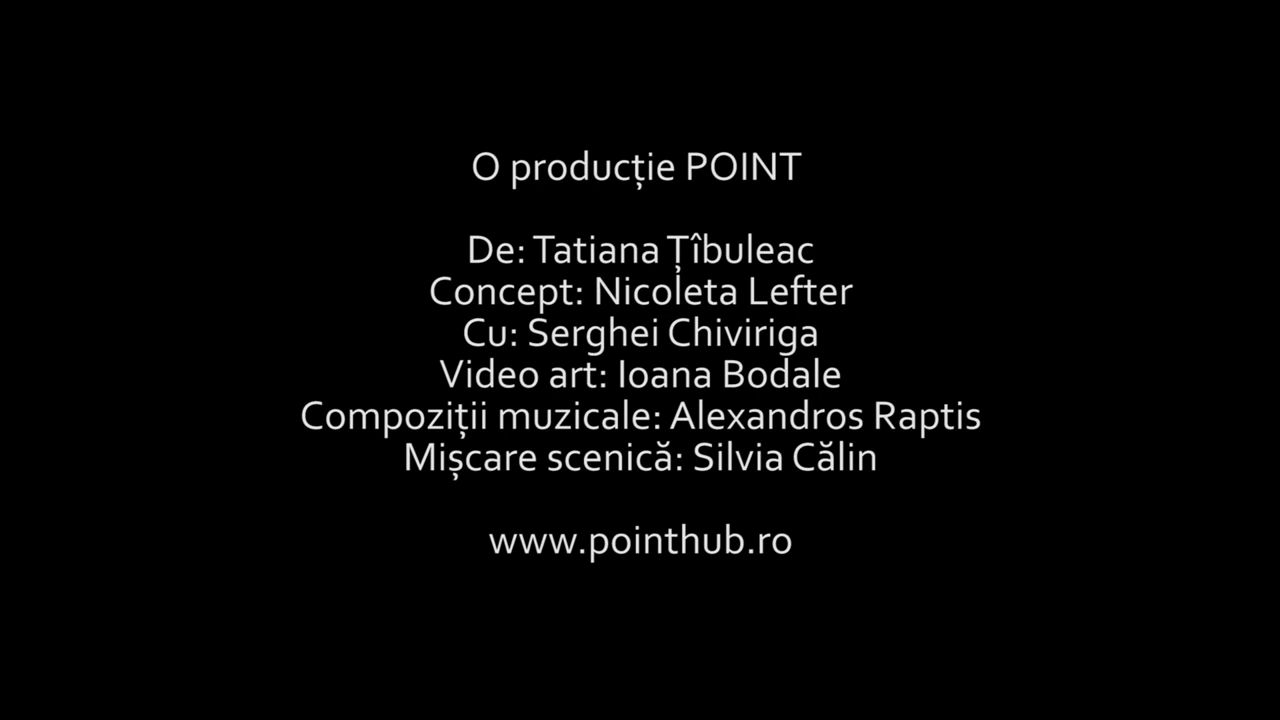 O producție POINT
De: Tatiana Țîbuleac
Concept: Nicoleta Lefter
Cu: Serghei Chiviriga
Video art: Ioana Bodale
Compoziții muzicale: Alexandros Raptis
Mișcare scenică: Silvia Călin
www.pointhub.ro